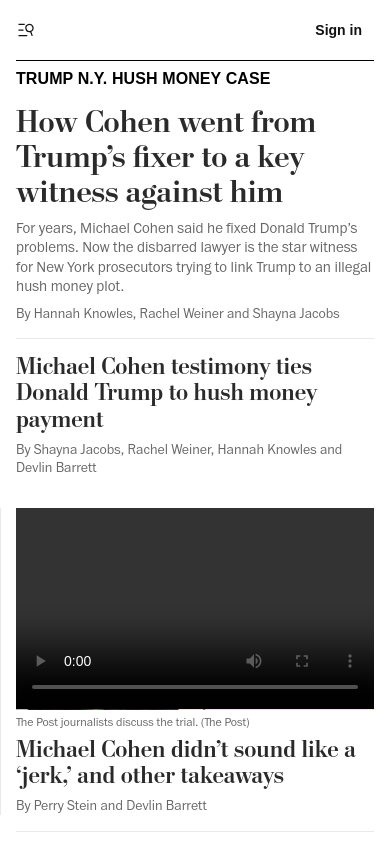 Sign in
TRUMP N.Y. HUSH MONEY CASE
How Cohen went from
Trump’s fixer to a key
witness against him
For years, Michael Cohen said he fixed Donald Trump’s
problems. Now the disbarred lawyer is the star witness
for New York prosecutors trying to link Trump to an illegal
hush money plot.
By Hannah Knowles, Rachel Weiner and Shayna Jacobs
Michael Cohen testimony ties
Donald Trump to hush money
payment
By Shayna Jacobs, Rachel Weiner, Hannah Knowles and
Devlin Barrett
0:00
The Post journalists discuss the trial. (The Post)
Michael Cohen didn’t sound like a
‘jerk,’ and other takeaways
By Perry Stein and Devlin Barrett